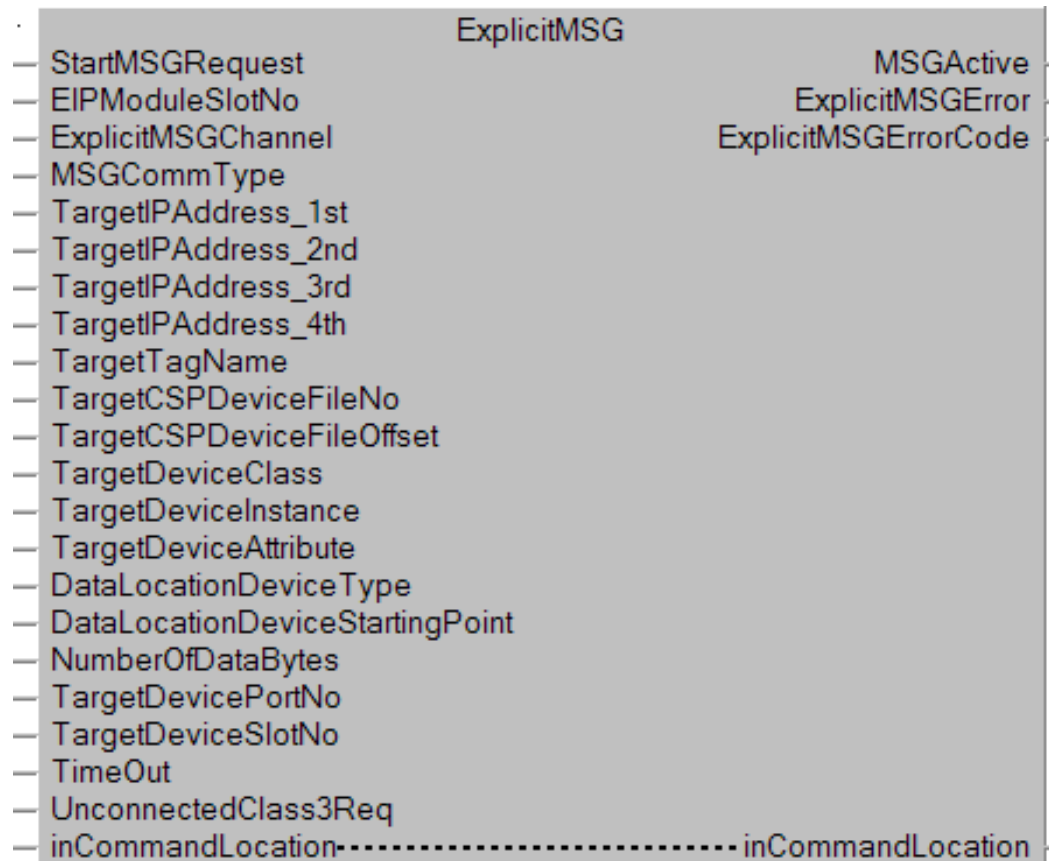 ExplicitMSG
StartMSGRequest MSGActive
EIPModuleSlotNo ExplicitMSGError
ExplicitMSGChannel ExplicitMSGErrorCode
MSGCommType
TargetIPAddress_1st
TargetIPAddress_2nd
TargetIPAddress_3rd
TargetIPAddress_4th
TargetTagName
TargetCSPDeviceFileNo
TargetCSPDeviceFileOffset
TargetDeviceClass
TargetDeviceInstance
TargetDeviceAttribute
DataLocationDeviceType
DataLocationDeviceStartingPoint
NumberOfDataBytes
TargetDevicePortNo
TargetDeviceSlotNo
TimeOut
UnconnectedClass3Req
inCommandLocation inCommandLocation